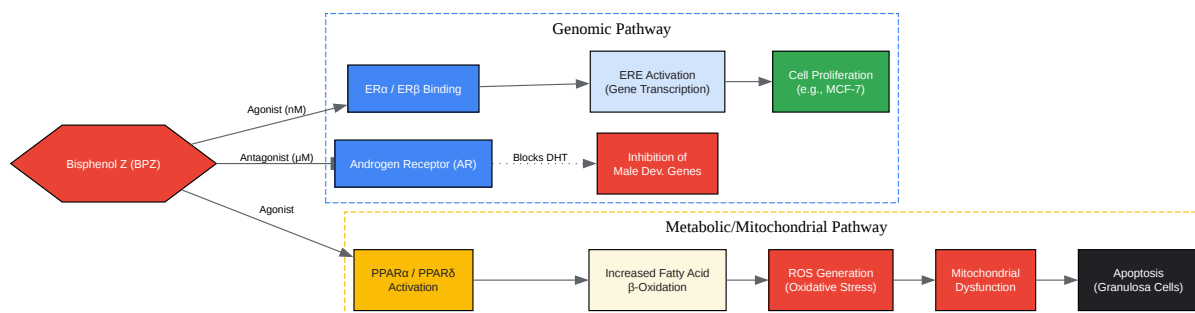 Genomic Pathway
ERα / ERβ Binding
ERE Activation
(Gene Transcription)
Cell Proliferation
(e.g., MCF-7)
Agonist (nM)
Bisphenol Z (BPZ)
Antagonist (μM)
Androgen Receptor (AR)
Blocks DHT
Inhibition of
Male Dev. Genes
Agonist
Metabolic/Mitochondrial Pathway
PPARα / PPARδ
Activation
Increased Fatty Acid
β-Oxidation
ROS Generation
(Oxidative Stress)
Mitochondrial
Dysfunction
Apoptosis
(Granulosa Cells)